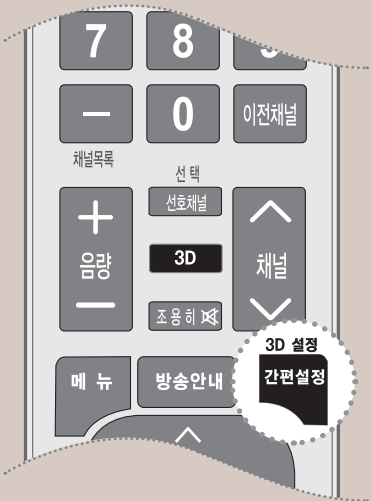 7 8
- 0 이전채널
채널목록
선 택
선호채널
+ 음량 -
3D
채널
조용히
3D 설정
메 뉴 방송안내 간편설정